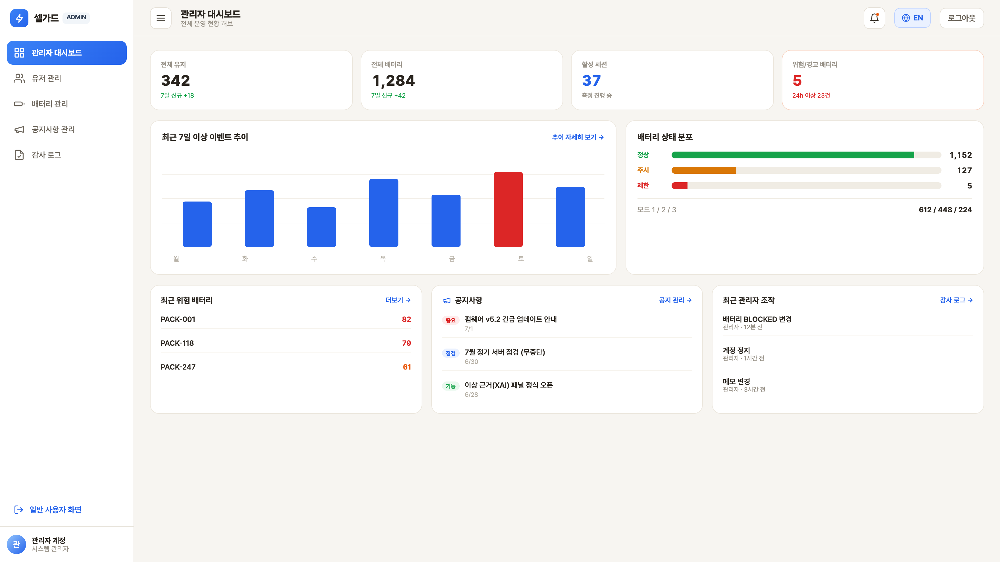 셀가드 ADMIN
관리자 대시보드
유저 관리
배터리 관리
공지사항 관리
감사 로그
일반 사용자 화면
관
관리자 계정
시스템 관리자
관리자 대시보드
전체 운영 현황 허브
EN
로그아웃
전체 유저
342
7일 신규 +18
전체 배터리
1,284
7일 신규 +42
활성 세션
37
측정 진행 중
위험/경고 배터리
5
24h 이상 23건
최근 7일 이상 이벤트 추이
추이 자세히 보기 →
월 화 수 목 금 토 일
배터리 상태 분포
정상 1,152
주시 127
제한 5
모드 1 / 2 / 3 612 / 448 / 224
최근 위험 배터리 더보기 →
PACK-001 82
PACK-118 79
PACK-247 61
공지사항 공지 관리 →
중요 펌웨어 v5.2 긴급 업데이트 안내
7/1
점검 7월 정기 서버 점검 (무중단)
6/30
기능 이상 근거(XAI) 패널 정식 오픈
6/28
최근 관리자 조작 감사 로그 →
배터리 BLOCKED 변경
관리자 · 12분 전
계정 정지
관리자 · 1시간 전
메모 변경
관리자 · 3시간 전